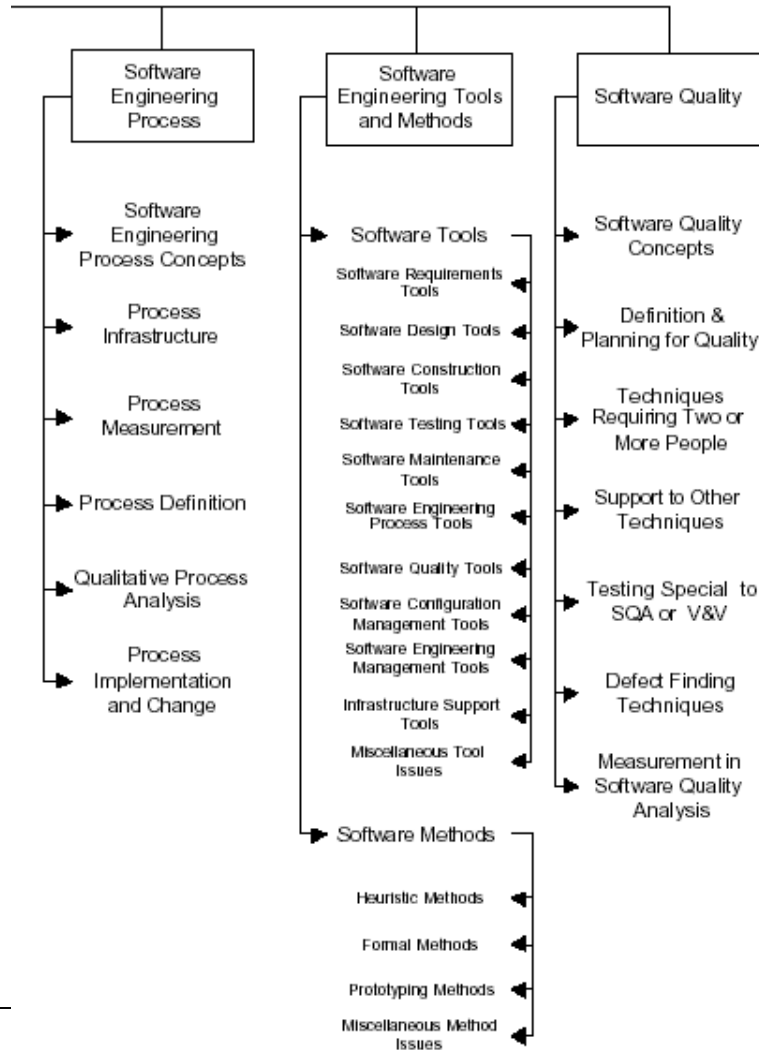 Software
Engineering
Process
Software
Engineering
Process Concepts
Process
Infrastructure
Process
Measurement
Process Definition
Qualitative Process
Analysis
Process
Implementation
and Change
Software
Engineering Tools
and Methods
Software Tools
Software Requirements
Tools
Software Design Tools
Software Construction
Tools
Software Testing Tools
Software Maintenance
Tools
Software Engineering
Process Tools
Software Quality Tools
Software Configuration
Management Tools
Software Engineering
Management Tools
Infrastructure Support
Tools
Miscellaneous Tool
Issues
Software Methods
Heuristic Methods
Formal Methods
Prototyping Methods
Miscellaneous Method
Issues
Software Quality
Software Quality
Concepts
Definition &
Planning for Quality
Techniques
Requiring Two or
More People
Support to Other
Techniques
Testing Special to
SQA or V&V
Defect Finding
Techniques
Measurement in
Software Quality
Analysis